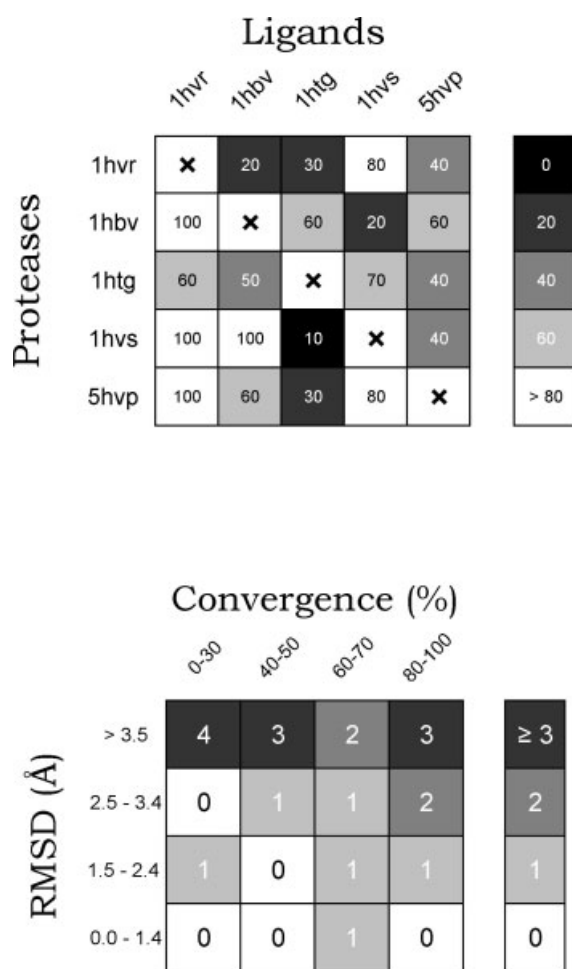 Ligands
1hvr 1hbv 1htg 1hvs 5hvp
Proteases
1hvr × 20 30 80 40 0
1hbv 100 × 60 20 60 20
1htg 60 50 × 70 40 40
1hvs 100 100 10 × 40 60
5hvp 100 60 30 80 × > 80
Convergence (%)
0-30 40-50 60-70 80-100
RMSD (Å)
> 3.5 4 3 2 3 ≥ 3
2.5 - 3.4 0 1 1 2 2
1.5 - 2.4 1 0 1 1 1
0.0 - 1.4 0 0 1 0 0